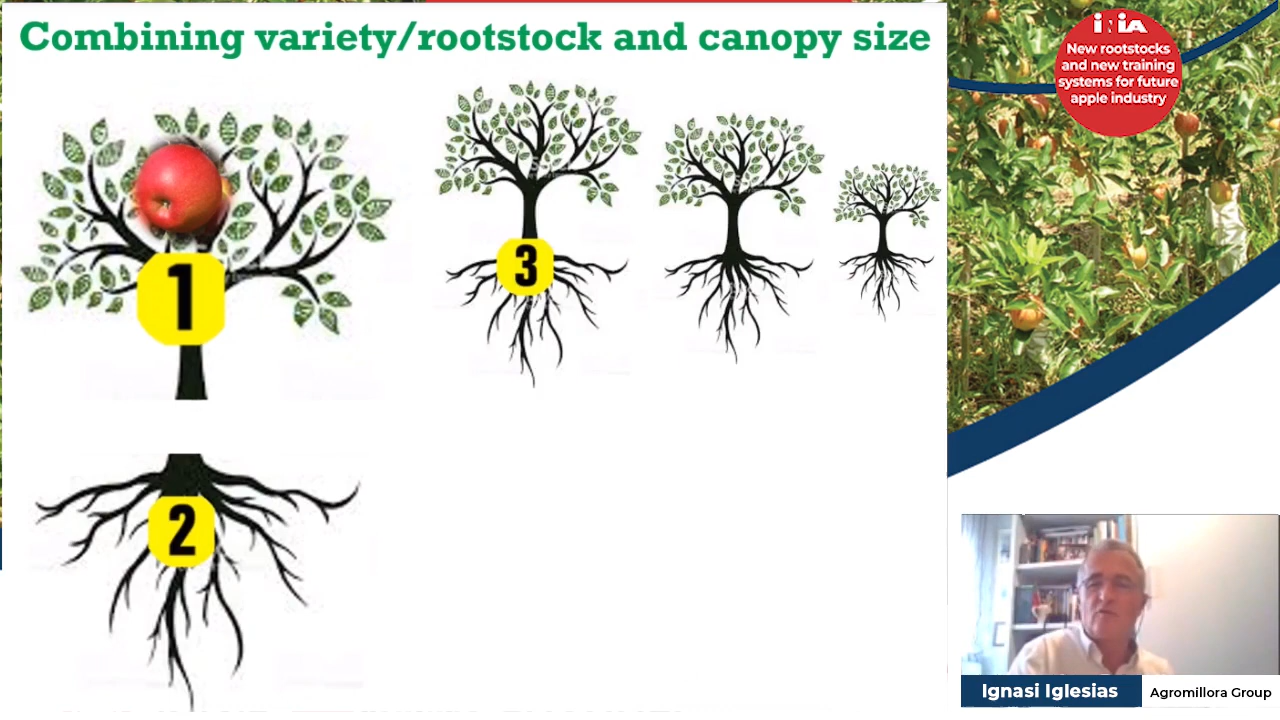 Combining variety/rootstock and canopy size
1
2
3
iNiA
New rootstocks
and new training
systems for future
apple industry
Ignasi Iglesias
Agromillora Group